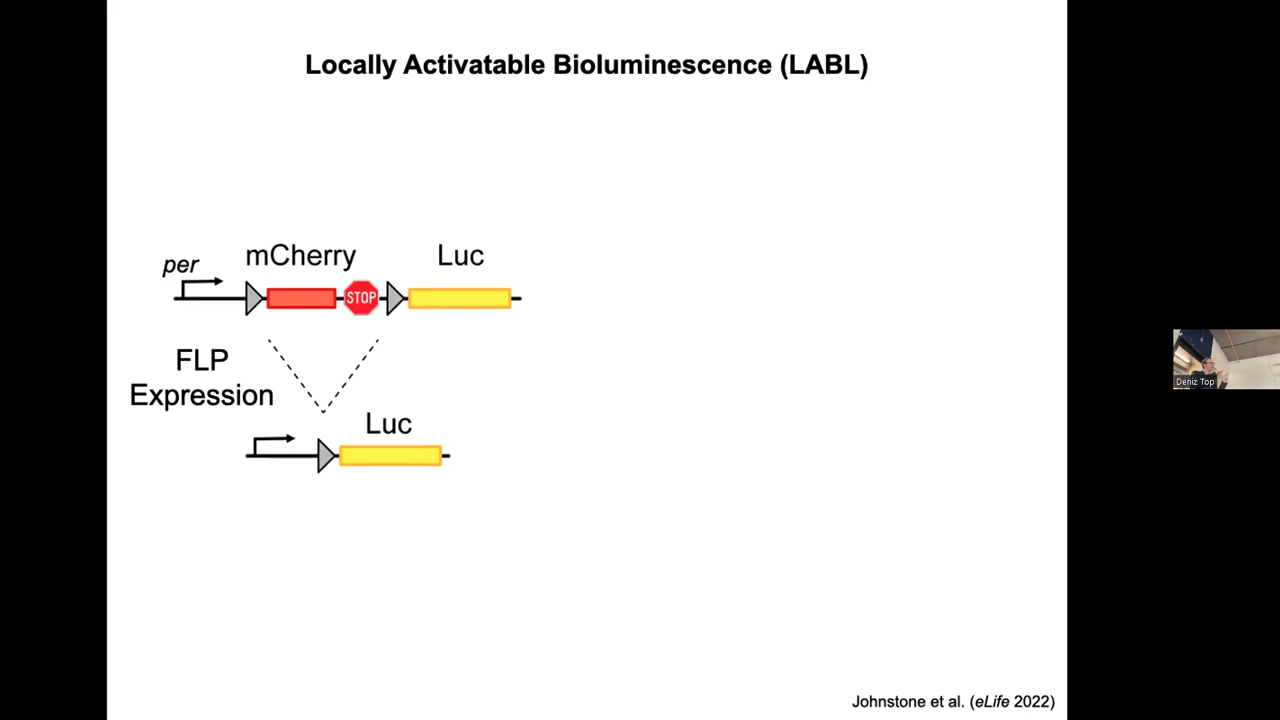 Locally Activatable Bioluminescence (LABL)
per
mCherry
Luc
STOP
FLP
Expression
Luc
Deniz Top
Johnstone et al. (eLife 2022)